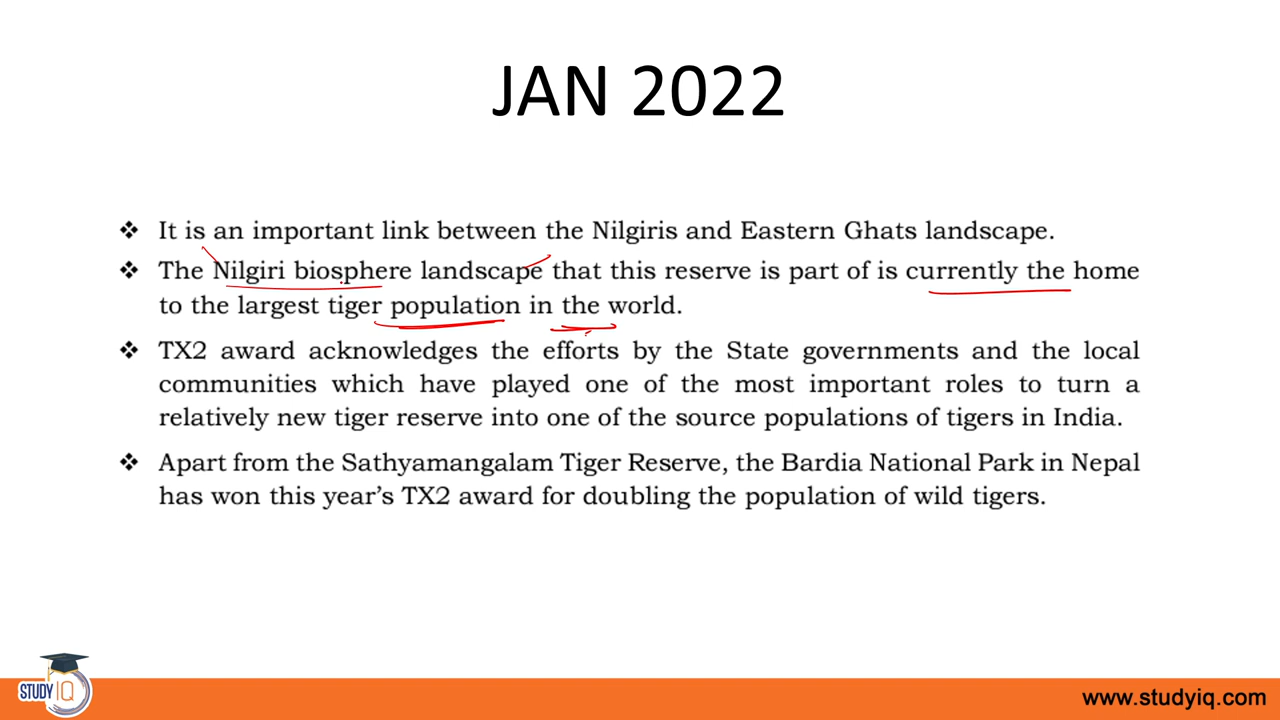 JAN 2022
❖ It is an important link between the Nilgiris and Eastern Ghats landscape.
❖ The Nilgiri biosphere landscape that this reserve is part of is currently the home
to the largest tiger population in the world.
❖ TX2 award acknowledges the efforts by the State governments and the local
communities which have played one of the most important roles to turn a
relatively new tiger reserve into one of the source populations of tigers in India.
❖ Apart from the Sathyamangalam Tiger Reserve, the Bardia National Park in Nepal
has won this year’s TX2 award for doubling the population of wild tigers.
STUDY IQ
www.studyiq.com